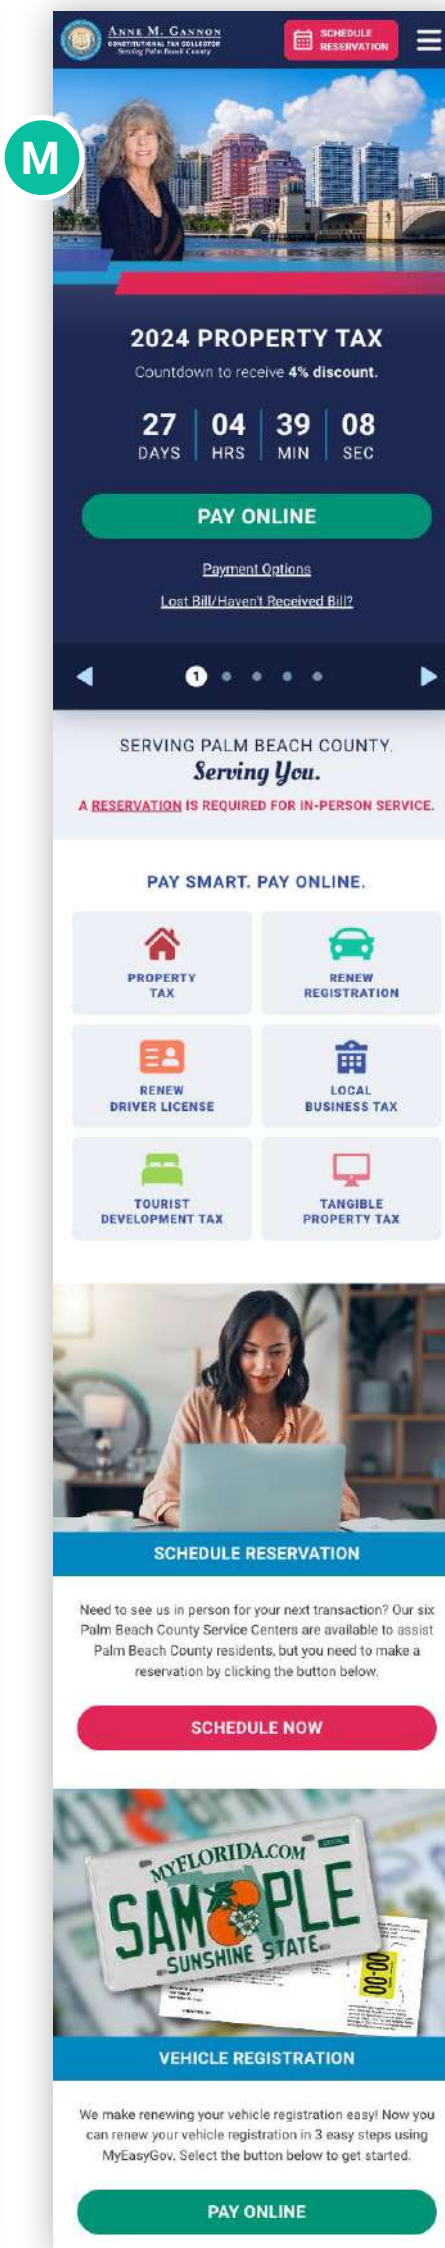 ANNE M. GANNON
CONSTITUTIONAL TAX COLLECTOR
Serving Palm Beach County
SCHEDULE
RESERVATION
M
2024 PROPERTY TAX
Countdown to receive 4% discount.
27 04 39 08
DAYS HRS MIN SEC
PAY ONLINE
Payment Options
Lost Bill/Haven't Received Bill?
1
SERVING PALM BEACH COUNTY.
Serving You.
A RESERVATION IS REQUIRED FOR IN-PERSON SERVICE.
PAY SMART. PAY ONLINE.
PROPERTY
TAX
RENEW
REGISTRATION
RENEW
DRIVER LICENSE
LOCAL
BUSINESS TAX
TOURIST
DEVELOPMENT TAX
TANGIBLE
PROPERTY TAX
SCHEDULE RESERVATION
Need to see us in person for your next transaction? Our six
Palm Beach County Service Centers are available to assist
Palm Beach County residents, but you need to make a
reservation by clicking the button below.
SCHEDULE NOW
MYFLORIDA.COM
SAMPLE
SUNSHINE STATE
00-00
VEHICLE REGISTRATION
We make renewing your vehicle registration easy! Now you
can renew your vehicle registration in 3 easy steps using
MyEasyGov. Select the button below to get started.
PAY ONLINE